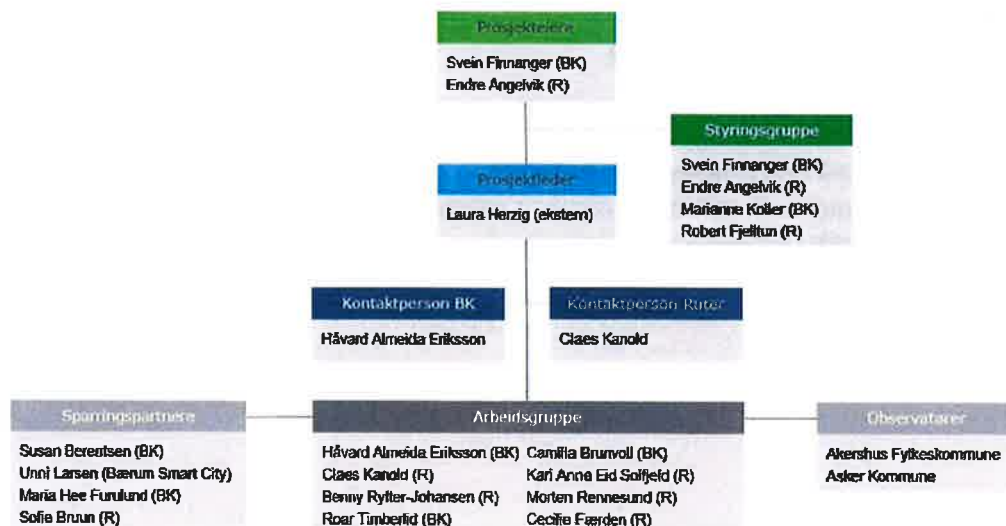 Prosjekteiere
Svein Finnanger (BK)
Endre Angelvik (R)
Styringsgruppe
Svein Finnanger (BK)
Endre Angelvik (R)
Marianne Koller (BK)
Robert Fjelltun (R)
Prosjektleder
Laura Herzig (ekstern)
Kontaktperson BK
Håvard Almeida Eriksson
Kontaktperson Ruter
Claes Kanold
Sparringspartnere
Susan Berentsen (BK)
Unni Larsen (Bærum Smart City)
Maria Hee Furulund (BK)
Sofie Bruun (R)
Arbeidsgruppe
Håvard Almeida Eriksson (BK)
Claes Kanold (R)
Benny Rytter-Johansen (R)
Roar Timberlid (BK)
Camilla Brunvoll (BK)
Kari Anne Eid Solfjeld (R)
Morten Rennesund (R)
Cecilie Færden (R)
Observatører
Akershus Fylkeskommune
Asker Kommune